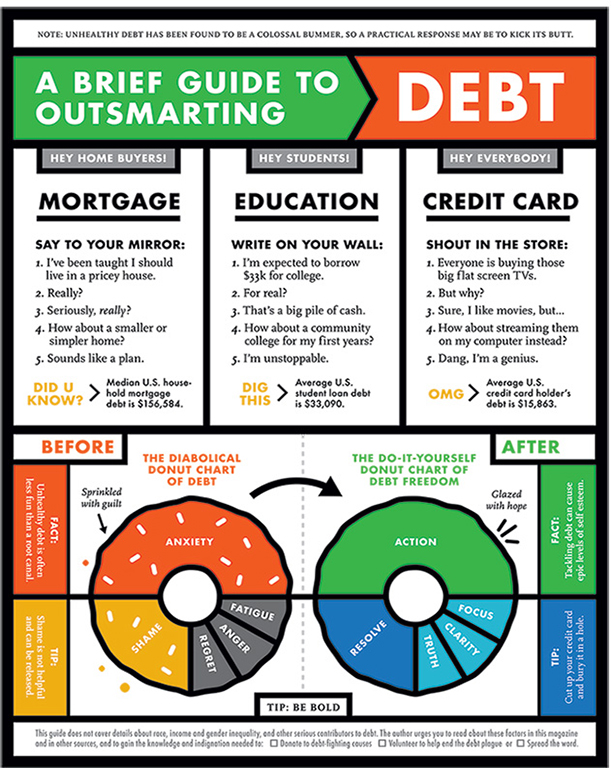 NOTE: UNHEALTHY DEBT HAS BEEN FOUND TO BE A COLOSSAL BUMMER, SO A PRACTICAL RESPONSE MAY BE TO KICK ITS BUTT.
A BRIEF GUIDE TO
OUTSMARTING
DEBT
HEY HOME BUYERS!
MORTGAGE
SAY TO YOUR MIRROR:
1. I've been taught I should
live in a pricey house.
2. Really?
3. Seriously, really?
4. How about a smaller or
simpler home?
5. Sounds like a plan.
DID U
KNOW?
Median U.S. house-
hold mortgage
debt is $156,584.
HEY STUDENTS!
EDUCATION
WRITE ON YOUR WALL:
1. I'm expected to borrow
$33k for college.
2. For real?
3. That's a big pile of cash.
4. How about a community
college for my first years?
5. I'm unstoppable.
DIG
THIS
Average U.S.
student loan debt
is $33,090.
HEY EVERYBODY!
CREDIT CARD
SHOUT IN THE STORE:
1. Everyone is buying those
big flat screen TVs.
2. But why?
3. Sure, I like movies, but...
4. How about streaming them
on my computer instead?
5. Dang, I'm a genius.
OMG
Average U.S.
credit card holder's
debt is $15,863.
BEFORE
THE DIABOLICAL
DONUT CHART
OF DEBT
Sprinkled
with guilt
FACT:
Unhealthy debt is often
less fun than a root canal.
TIP:
Shame is not helpful
and can be released.
ANXIETY
SHAME
REGRET
ANGER
FATIGUE
AFTER
THE DO-IT-YOURSELF
DONUT CHART OF
DEBT FREEDOM
Glazed
with hope
ACTION
RESOLVE
TRUTH
CLARITY
FOCUS
FACT:
Tackling debt can cause
epic levels of self esteem.
TIP:
Cut up your credit card
and bury it in a hole.
TIP: BE BOLD
This guide does not cover details about race, income and gender inequality, and other serious contributors to debt. The author urges you to read about these factors in this magazine
and in other sources, and to gain the knowledge and indignation needed to: ☐ Donate to debt-fighting causes ☐ Volunteer to help end the debt plague or ☐ Spread the word.